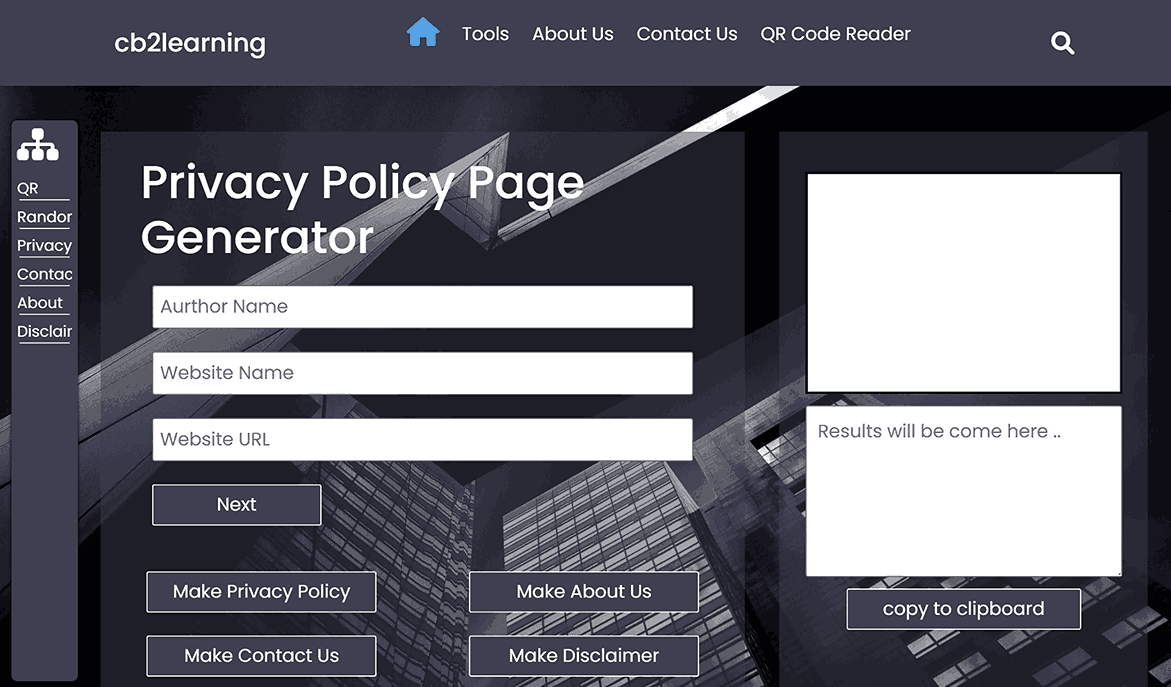 cb2learning
Tools
About Us
Contact Us
QR Code Reader
QR
Randor
Privacy
Contac
About
Disclair
Privacy Policy Page
Generator
Aurthor Name
Website Name
Website URL
Next
Make Privacy Policy
Make About Us
Make Contact Us
Make Disclaimer
Results will be come here ..
copy to clipboard